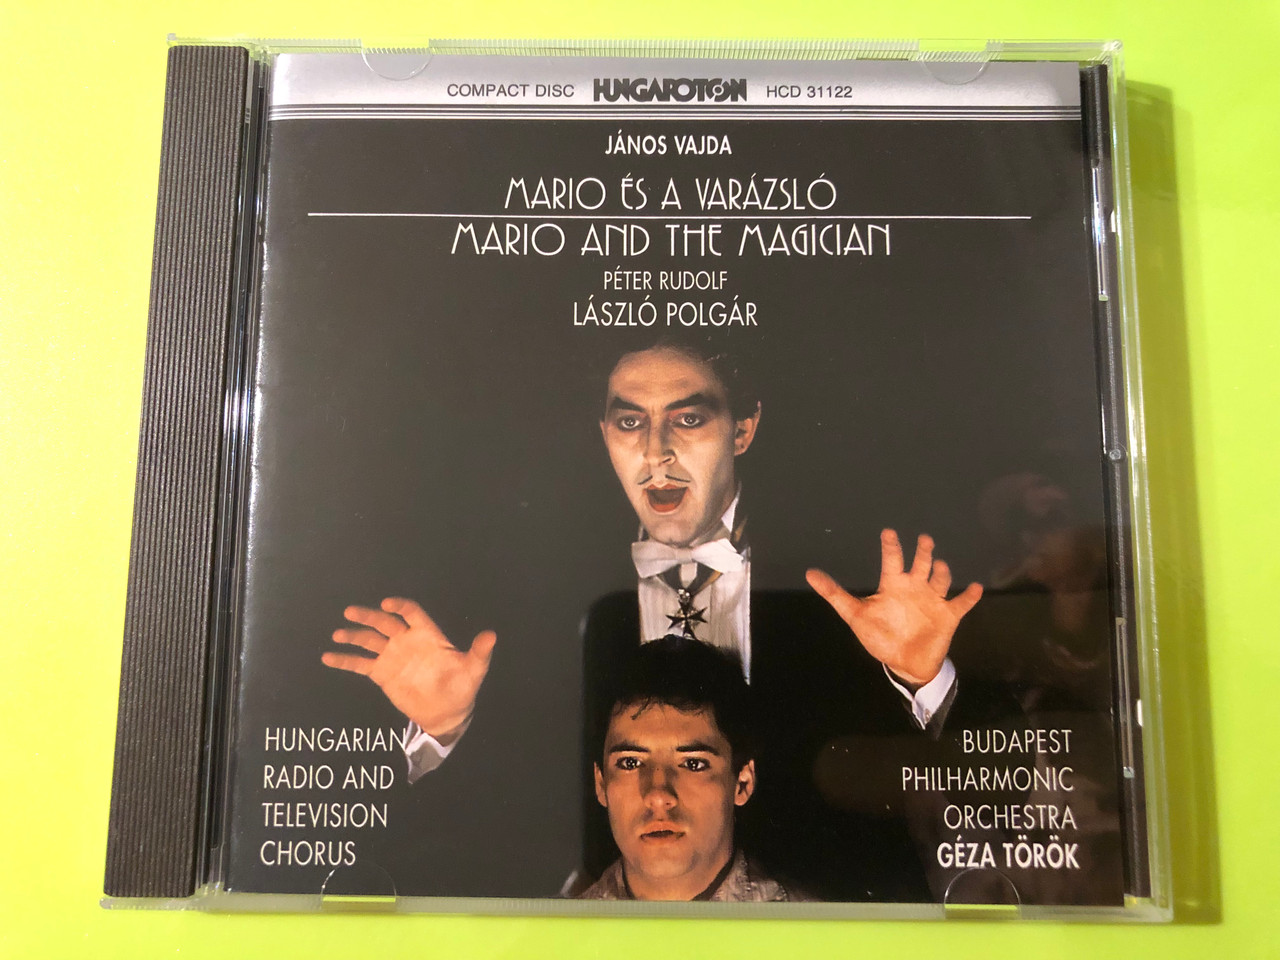 COMPACT DISC HUNGAROTON HCD 31122
JÁNOS VAJDA
MARIO ÉS A VARÁZSLÓ
MARIO AND THE MAGICIAN
PÉTER RUDOLF
LÁSZLÓ POLGÁR
HUNGARIAN
RADIO AND
TELEVISION
CHORUS
BUDAPEST
PHILHARMONIC
ORCHESTRA
GÉZA TÖRÖK